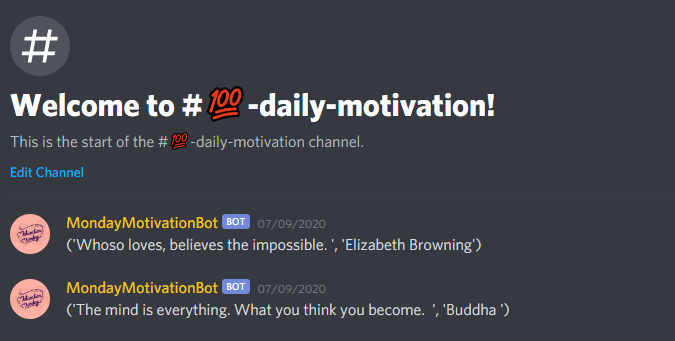 #
Welcome to #💯-daily-motivation!
This is the start of the #💯-daily-motivation channel.
Edit Channel
MondayMotivationBot BOT 07/09/2020
('Whoso loves, believes the impossible. ', 'Elizabeth Browning')
MondayMotivationBot BOT 07/09/2020
('The mind is everything. What you think you become.  ', 'Buddha ')